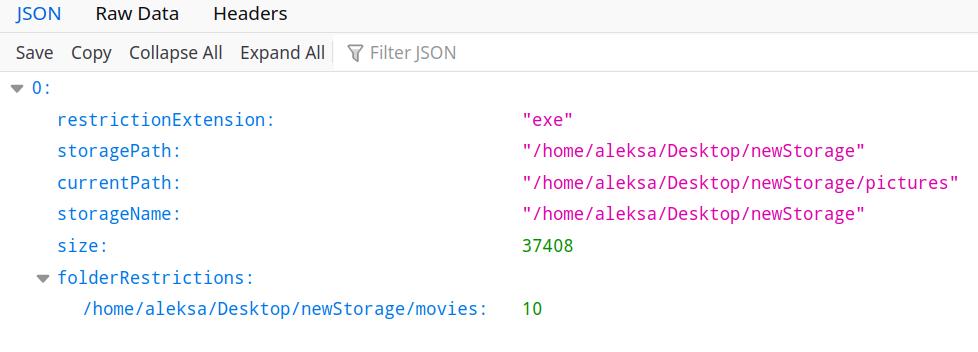 JSON Raw Data Headers
Save Copy Collapse All Expand All Filter JSON
0:
restrictionExtension: "exe"
storagePath: "/home/aleksa/Desktop/newStorage"
currentPath: "/home/aleksa/Desktop/newStorage/pictures"
storageName: "/home/aleksa/Desktop/newStorage"
size: 37408
folderRestrictions:
/home/aleksa/Desktop/newStorage/movies: 10